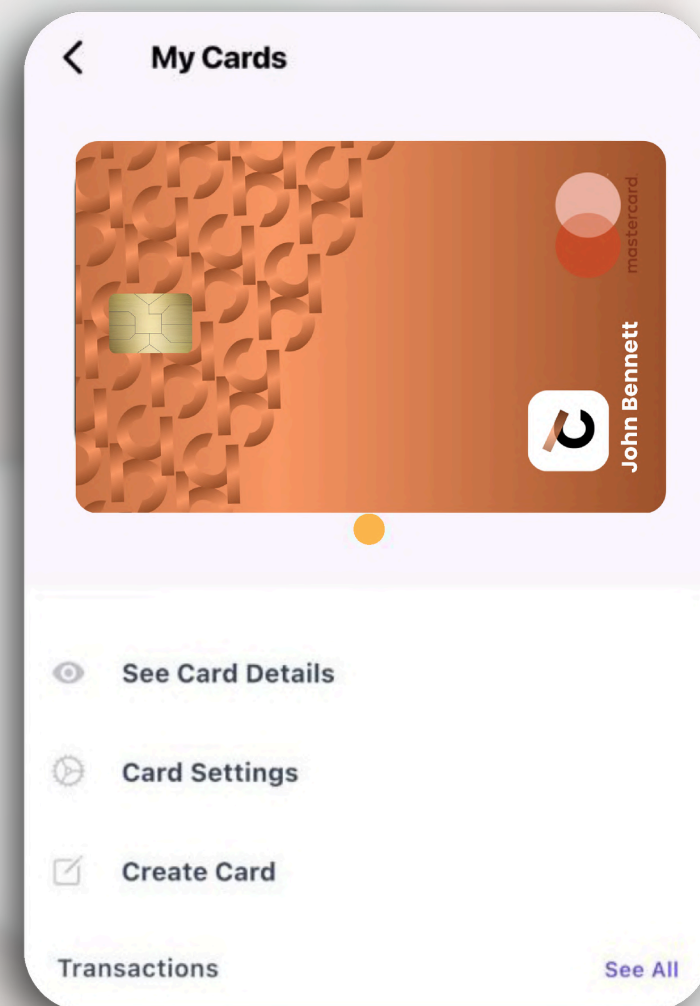 My Cards
mastercard
John Bennett
See Card Details
Card Settings
Create Card
Transactions
See All